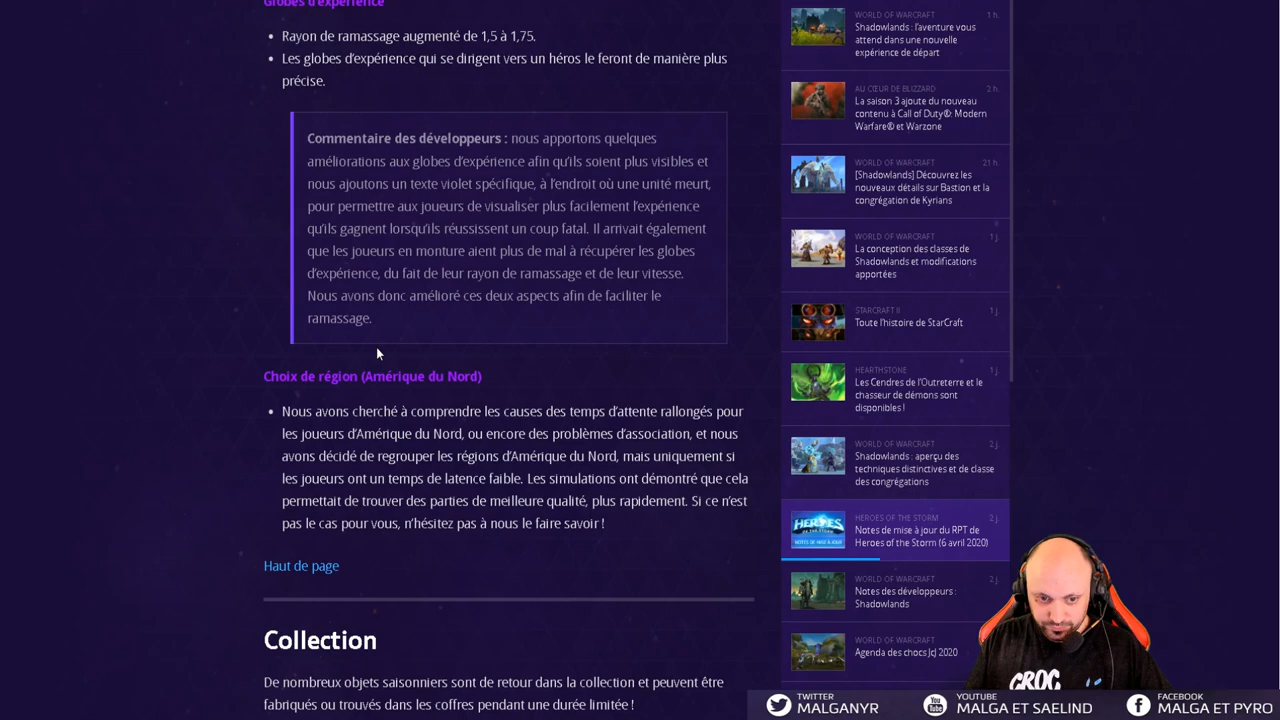 Globes d'expérience
• Rayon de ramassage augmenté de 1,5 à 1,75.
• Les globes d'expérience qui se dirigent vers un héros le feront de manière plus
précise.
Commentaire des développeurs : nous apportons quelques
améliorations aux globes d'expérience afin qu'ils soient plus visibles et
nous ajoutons un texte violet spécifique, à l'endroit où une unité meurt,
pour permettre aux joueurs de visualiser plus facilement l'expérience
qu'ils gagnent lorsqu'ils réussissent un coup fatal. Il arrivait également
que les joueurs en monture aient plus de mal à récupérer les globes
d'expérience, du fait de leur rayon de ramassage et de leur vitesse.
Nous avons donc amélioré ces deux aspects afin de faciliter le
ramassage.
Choix de région (Amérique du Nord)
• Nous avons cherché à comprendre les causes des temps d'attente rallongés pour
les joueurs d'Amérique du Nord, ou encore des problèmes d'association, et nous
avons décidé de regrouper les régions d'Amérique du Nord, mais uniquement si
les joueurs ont un temps de latence faible. Les simulations ont démontré que cela
permettait de trouver des parties de meilleure qualité, plus rapidement. Si ce n'est
pas le cas pour vous, n'hésitez pas à nous le faire savoir !
Haut de page
Collection
De nombreux objets saisonniers sont de retour dans la collection et peuvent être
fabriqués ou trouvés dans les coffres pendant une durée limitée !
WORLD OF WARCRAFT 1 h.
Shadowlands : l'aventure vous
attend dans une nouvelle
expérience de départ
AU CŒUR DE BLIZZARD 2 h.
La saison 3 ajoute du nouveau
contenu à Call of Duty®: Modern
Warfare® et Warzone
WORLD OF WARCRAFT 21 h.
[Shadowlands] Découvrez les
nouveaux détails sur Bastion et la
congrégation de Kyrians
WORLD OF WARCRAFT 1 j.
La conception des classes de
Shadowlands et modifications
apportées
STARCRAFT II 1 j.
Toute l'histoire de StarCraft
HEARTHSTONE 1 j.
Les Cendres de l'Outreterre et le
chasseur de démons sont
disponibles !
WORLD OF WARCRAFT 2 j.
Shadowlands : aperçu des
techniques distinctives et de classe
des congrégations
HEROES OF THE STORM 2 j.
Notes de mise à jour du RPT de
Heroes of the Storm (6 avril 2020)
HEROES
OF THE STORM
NOTES DE MISE À JOUR
WORLD OF WARCRAFT 2 j.
Notes des développeurs :
Shadowlands
WORLD OF WARCRAFT
Agenda des chocs JcJ 2020
CROC
TWITTER
MALGANYR
YOUTUBE
MALGA ET SAELIND
FACEBOOK
MALGA ET PYRO